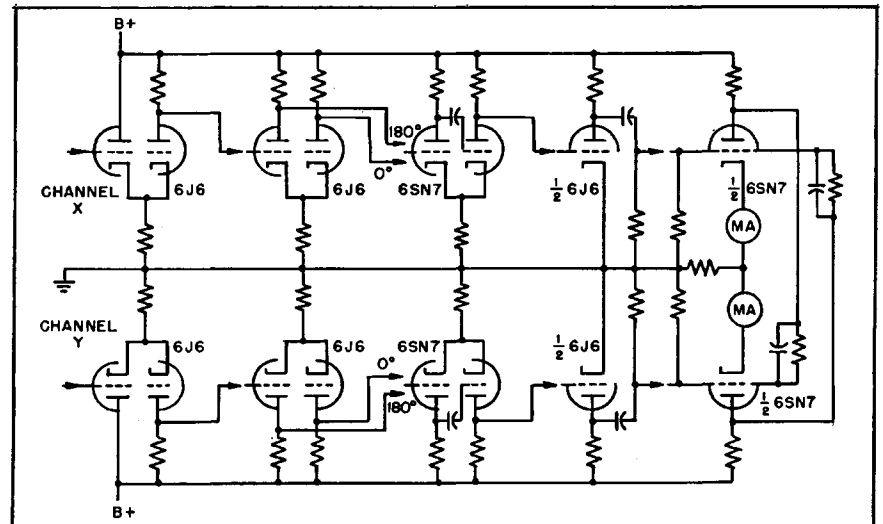 B+
180°
0°
CHANNEL
X
6J6
6J6
6SN7
½ 6J6
½ 6SN7
MA
MA
CHANNEL
Y
6J6
6J6
0°
180°
6SN7
½ 6J6
½ 6SN7
B+